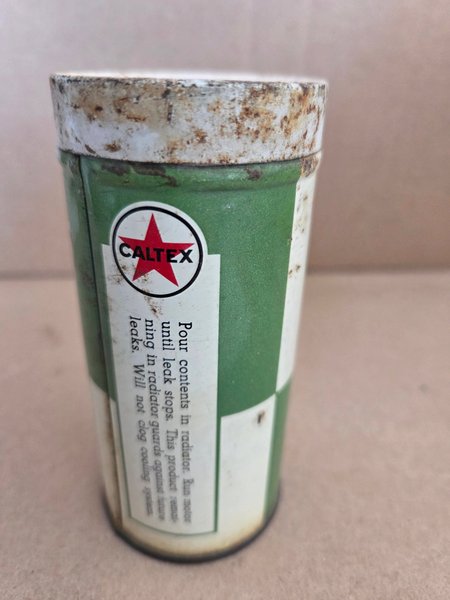 CALTEX
Pour contents in radiator. Run motor
until leak stops. This product remai-
ning in radiator guards against future
leaks. Will not clog cooling system.